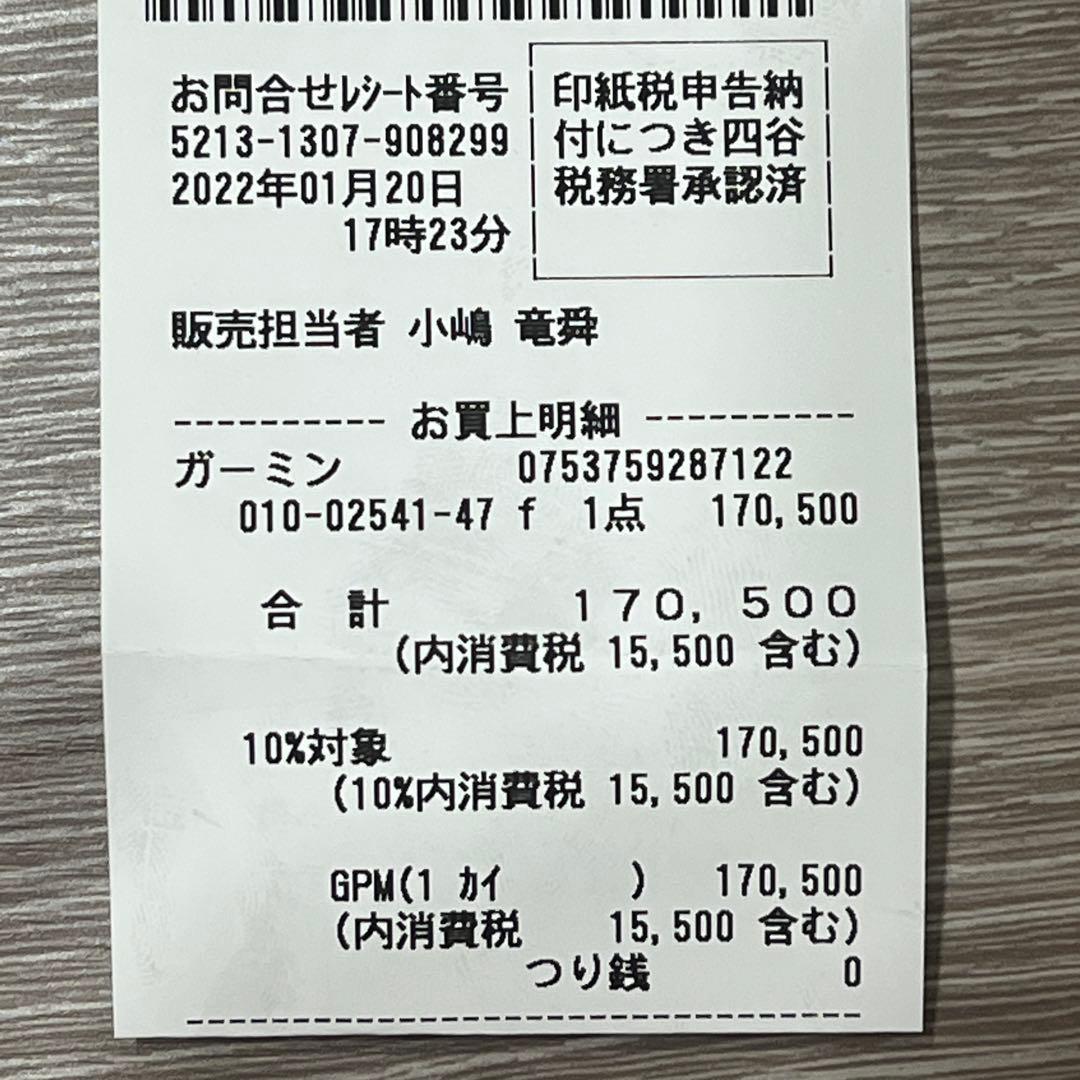 お問合せﾚｼｰﾄ番号
5213-1307-908299
2022年01月20日
17時23分
印紙税申告納
付につき四谷
税務署承認済
販売担当者 小嶋 竜舜
---------- お買上明細 ----------
ガーミン 0753759287122
010-02541-47 f 1点 170,500
合 計 170,500
(内消費税 15,500 含む)
10%対象 170,500
(10%内消費税 15,500 含む)
GPM(1 ｶｲ ) 170,500
(内消費税 15,500 含む)
つり銭 0